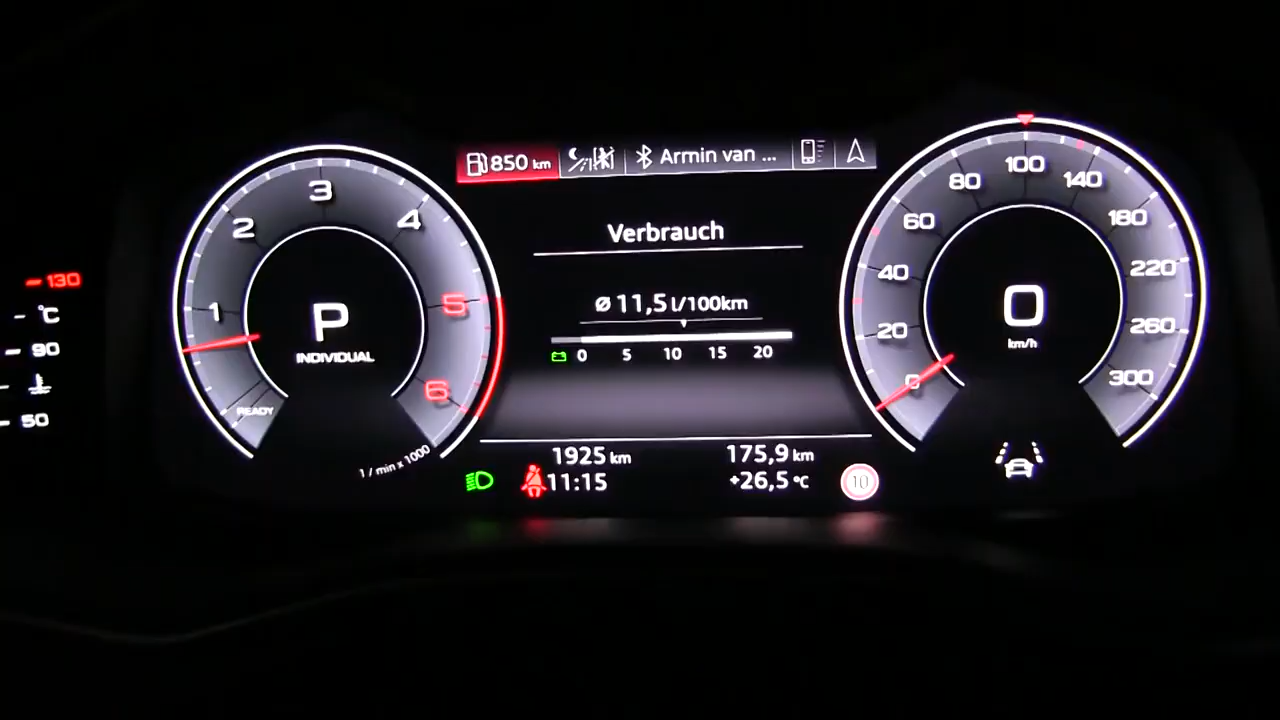 130
°C
90
50
1
2
3
4
5
6
READY
P
INDIVIDUAL
1 / min x 1000
850 km
Armin van ...
Verbrauch
ø 11,5 l/100km
0 5 10 15 20
1925 km
175,9 km
11:15
+26,5 °C
10
0
20
40
60
80
100
140
180
220
260
300
0
km/h